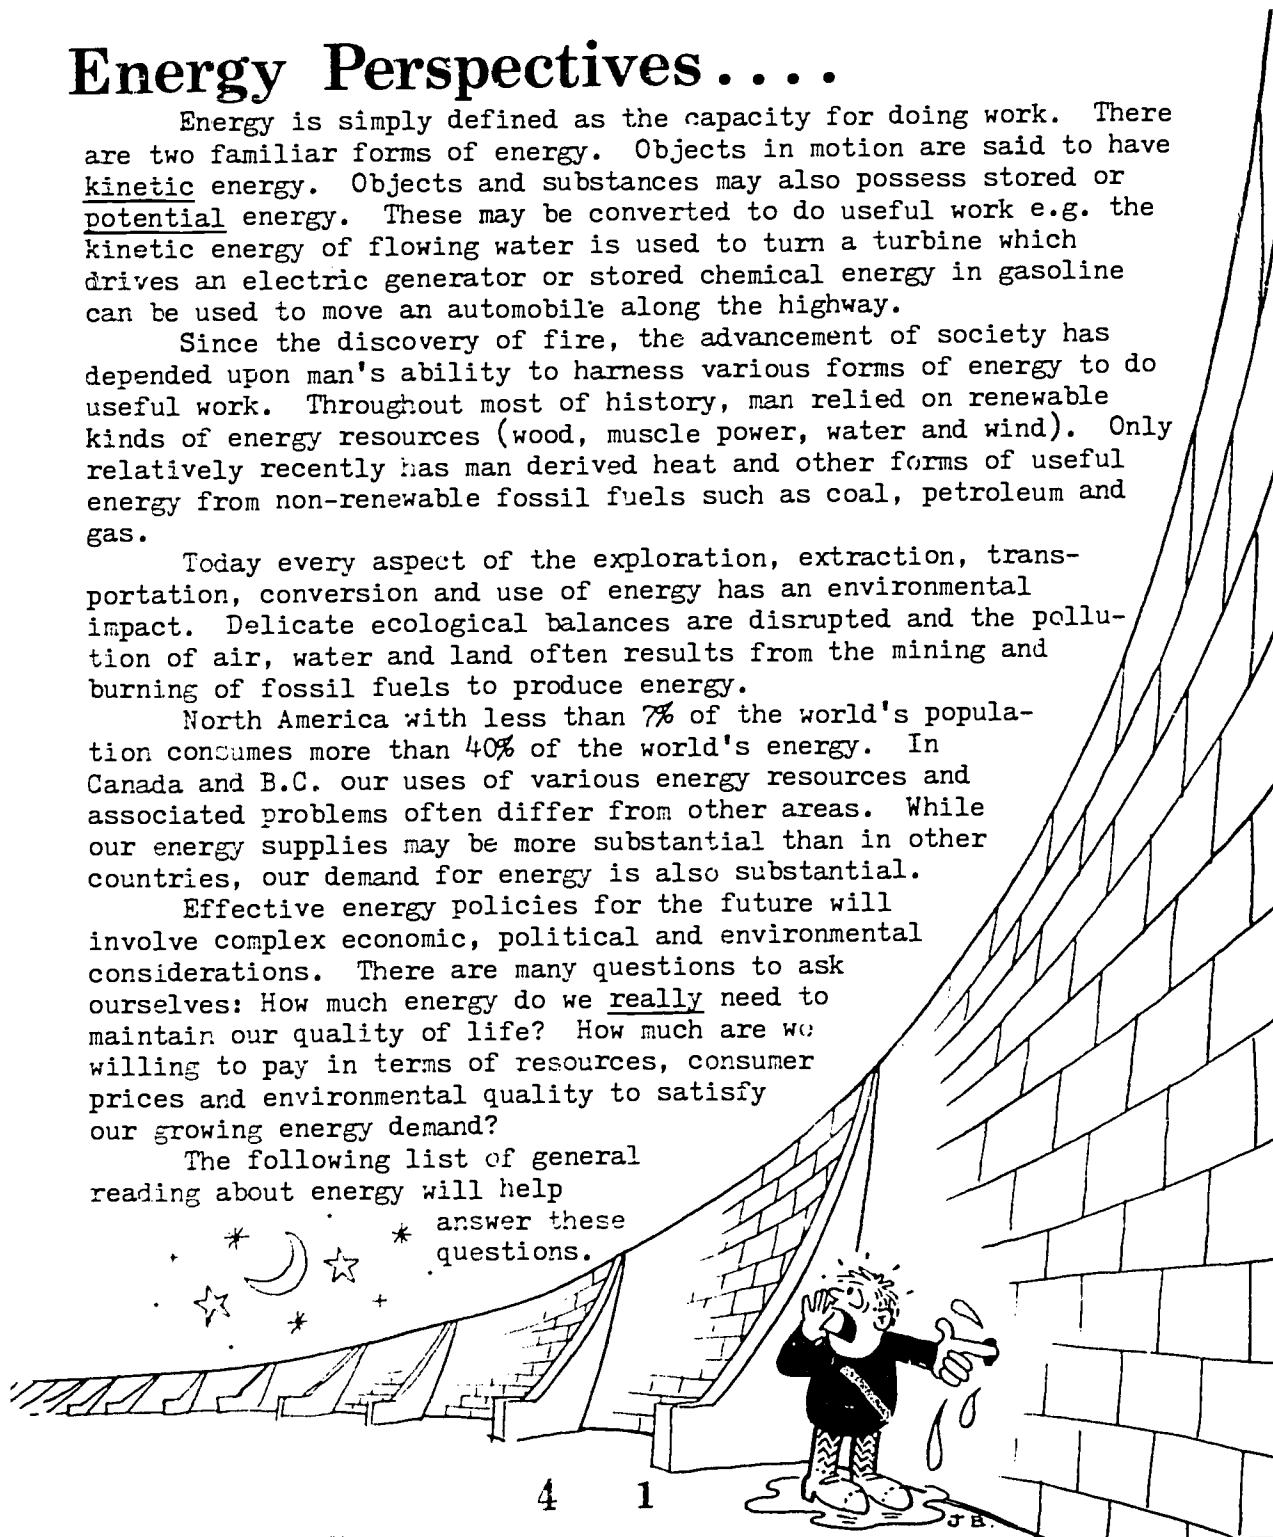 Energy Perspectives....
Energy is simply defined as the capacity for doing work. There
are two familiar forms of energy. Objects in motion are said to have
kinetic energy. Objects and substances may also possess stored or
potential energy. These may be converted to do useful work e.g. the
kinetic energy of flowing water is used to turn a turbine which
drives an electric generator or stored chemical energy in gasoline
can be used to move an automobile along the highway.
Since the discovery of fire, the advancement of society has
depended upon man's ability to harness various forms of energy to do
useful work. Throughout most of history, man relied on renewable
kinds of energy resources (wood, muscle power, water and wind). Only
relatively recently has man derived heat and other forms of useful
energy from non-renewable fossil fuels such as coal, petroleum and
gas.
Today every aspect of the exploration, extraction, trans-
portation, conversion and use of energy has an environmental
impact. Delicate ecological balances are disrupted and the pollu-
tion of air, water and land often results from the mining and
burning of fossil fuels to produce energy.
North America with less than 7% of the world's popula-
tion consumes more than 40% of the world's energy. In
Canada and B.C. our uses of various energy resources and
associated problems often differ from other areas. While
our energy supplies may be more substantial than in other
countries, our demand for energy is also substantial.
Effective energy policies for the future will
involve complex economic, political and environmental
considerations. There are many questions to ask
ourselves: How much energy do we really need to
maintain our quality of life? How much are we
willing to pay in terms of resources, consumer
prices and environmental quality to satisfy
our growing energy demand?
The following list of general
reading about energy will help
answer these
questions.
4 1
JB.